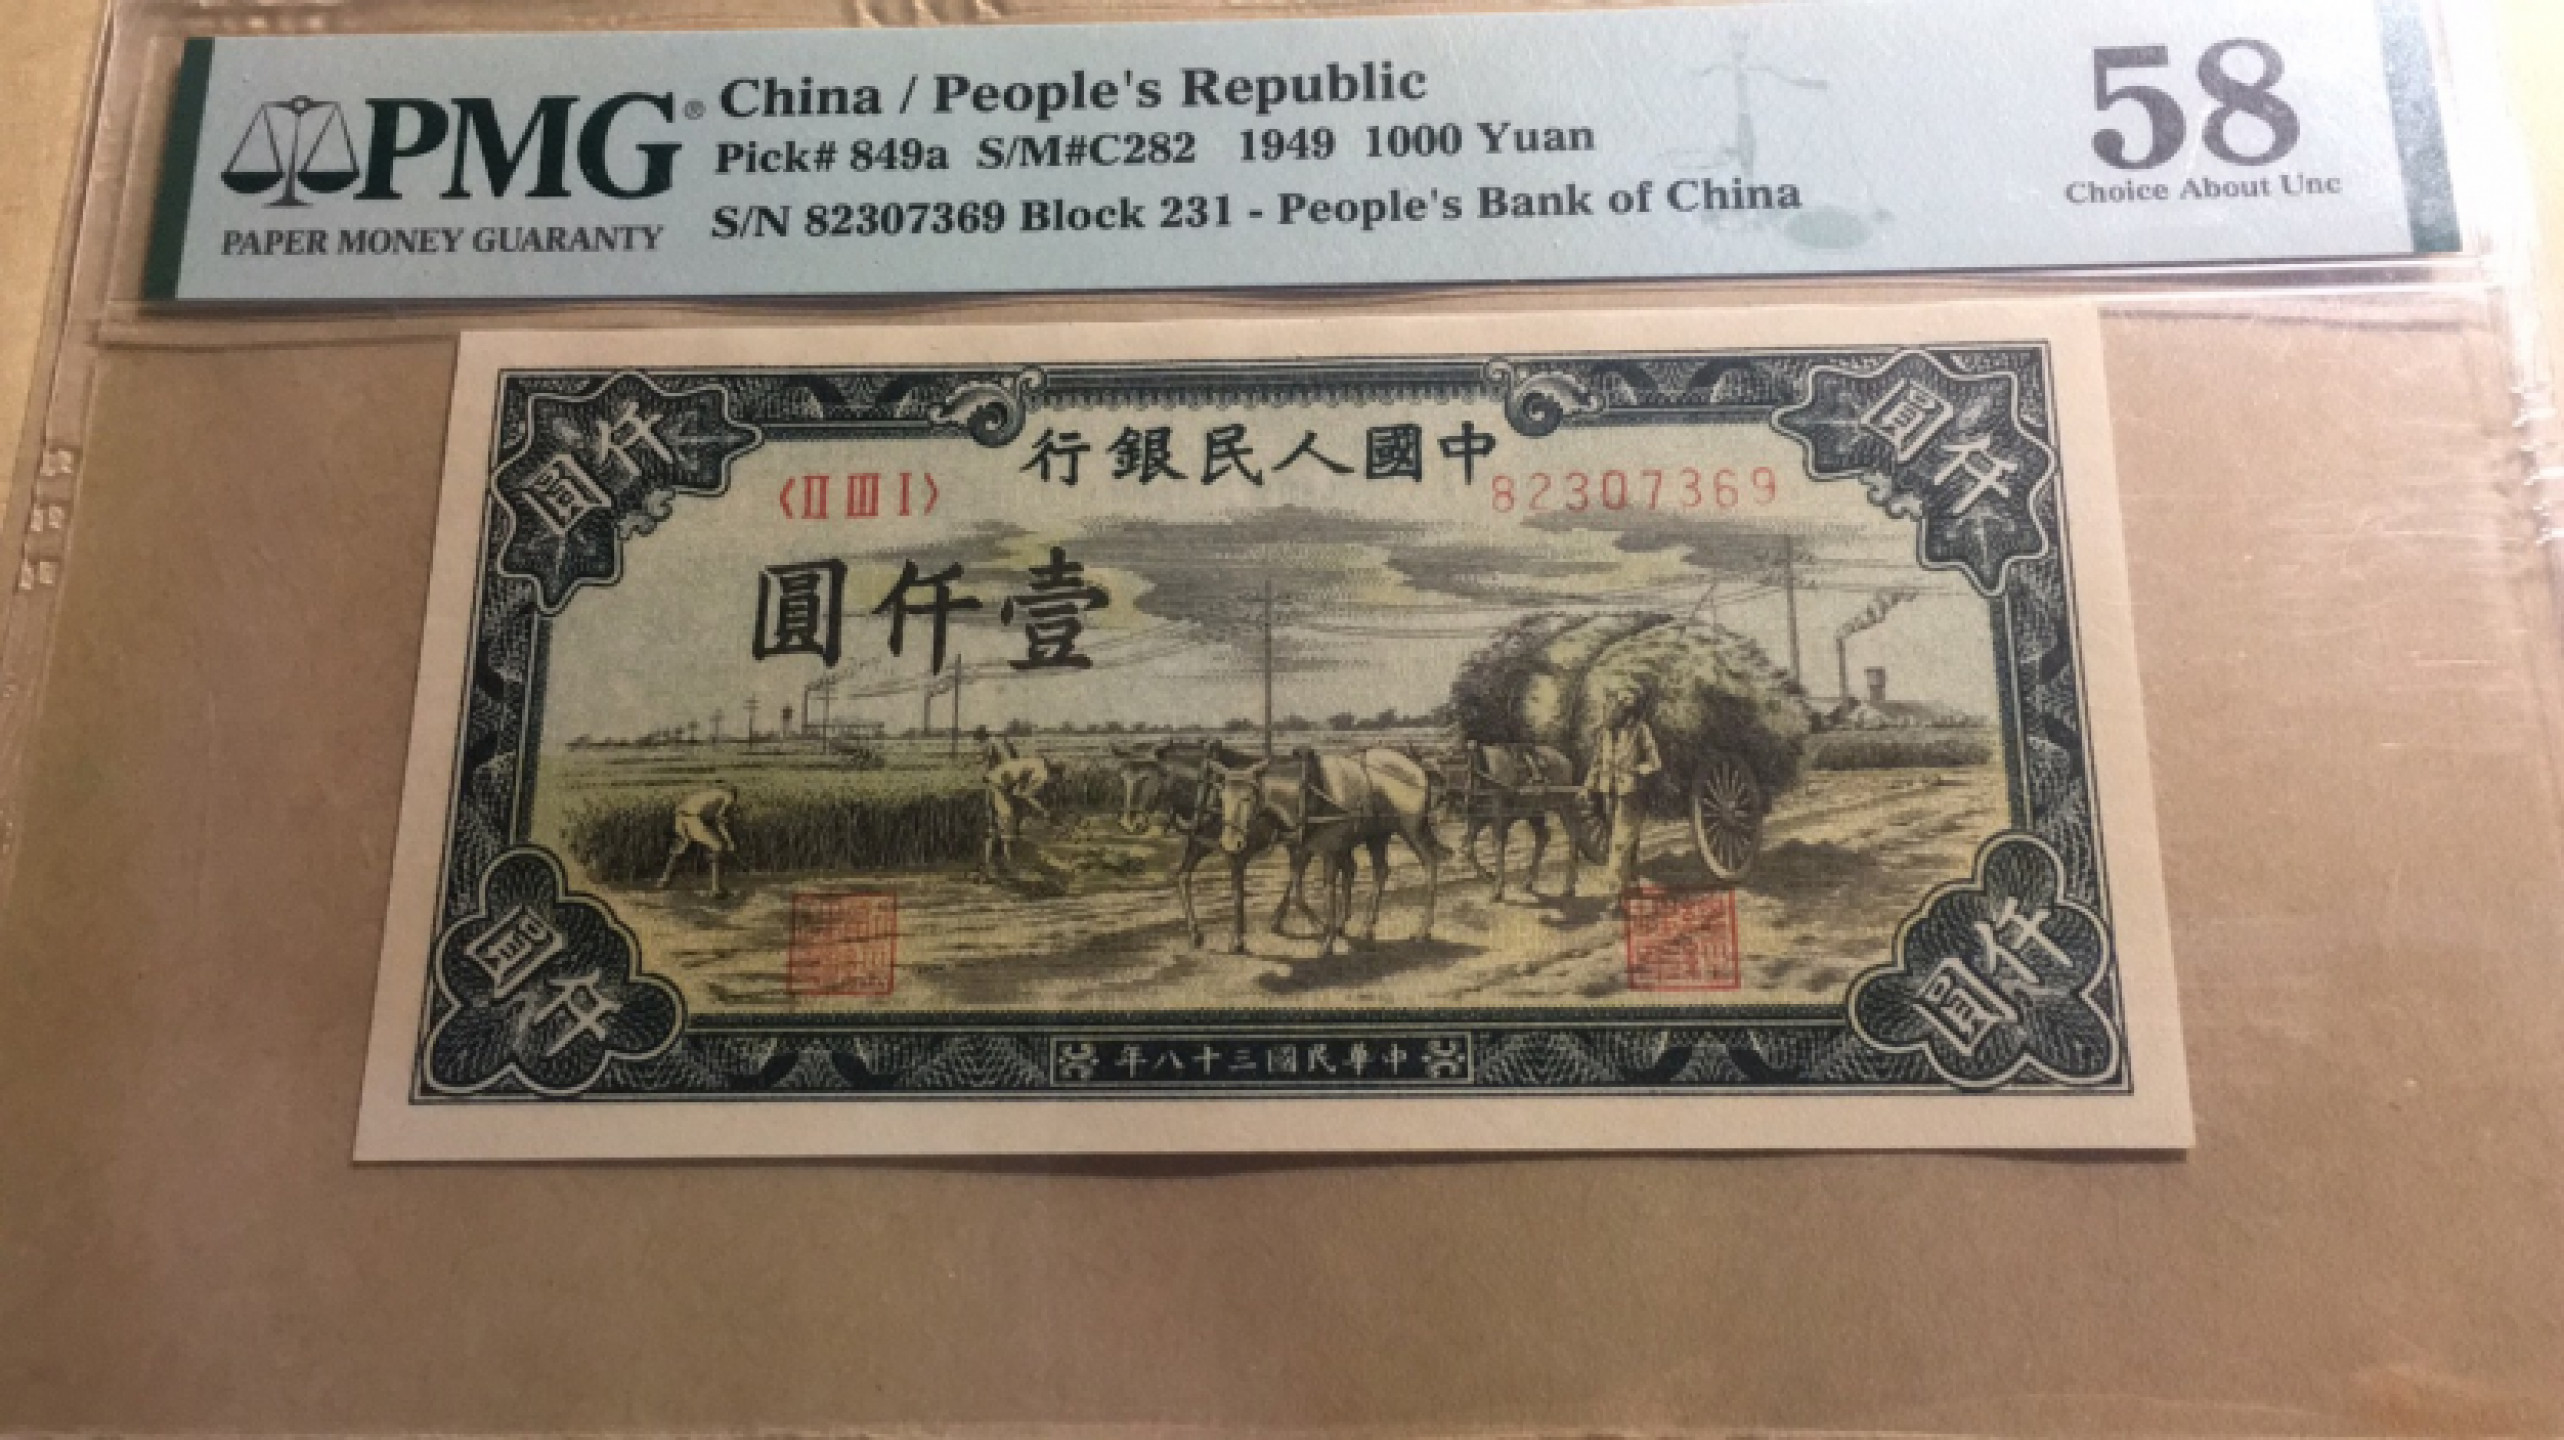 PMG®
PAPER MONEY GUARANTY
China / People's Republic
Pick# 849a S/M#C282 1949 1000 Yuan
S/N 82307369 Block 231 - People's Bank of China
58
Choice About Unc
行銀民人國中
〈II III I〉
82307369
圓仟壹
圓仟
圓仟
圓仟
圓仟
年八十三國民華中